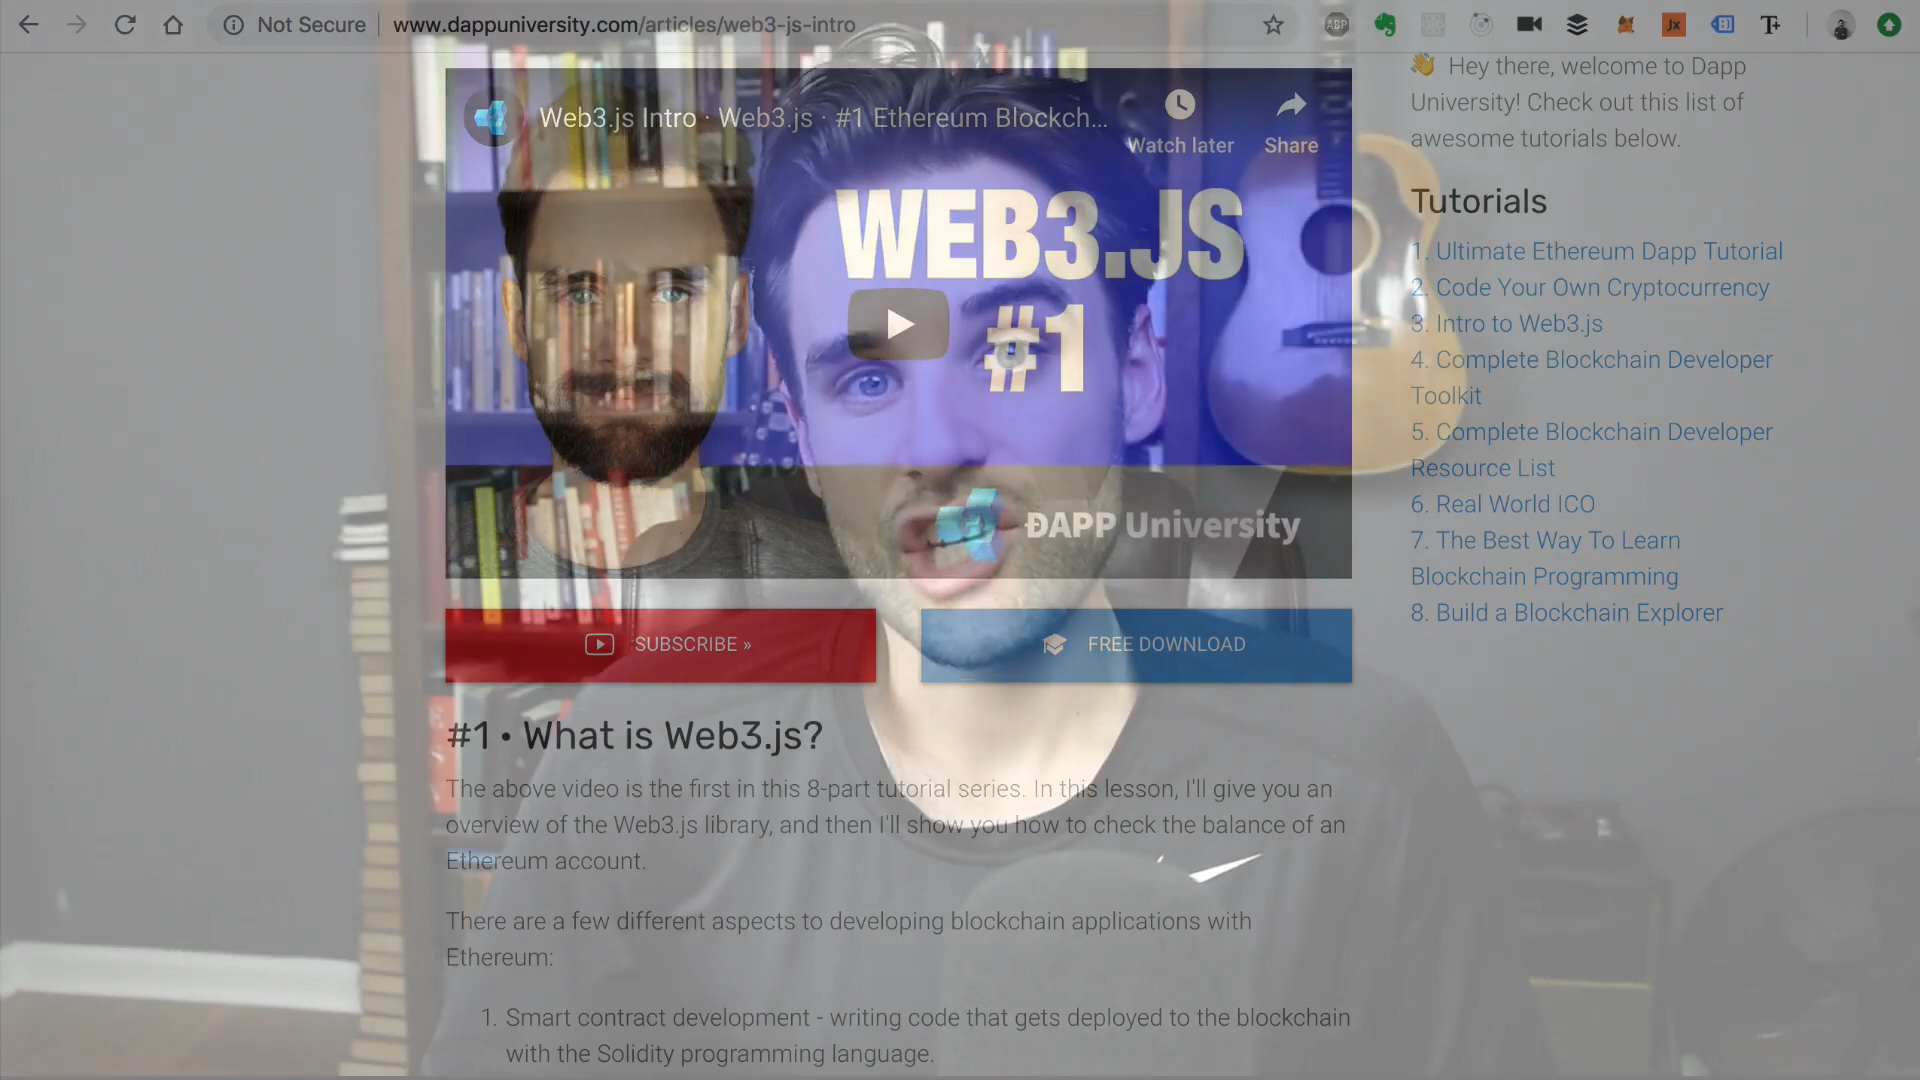 Not Secure
www.dappuniversity.com/articles/web3-js-intro
ABP
Jx
Web3.js Intro · Web3.js · #1 Ethereum Blockch...
Watch later
Share
WEB3.JS
#1
ĐAPP University
SUBSCRIBE »
FREE DOWNLOAD
#1 • What is Web3.js?
The above video is the first in this 8-part tutorial series. In this lesson, I'll give you an
overview of the Web3.js library, and then I'll show you how to check the balance of an
Ethereum account.
There are a few different aspects to developing blockchain applications with
Ethereum:
1. Smart contract development - writing code that gets deployed to the blockchain
with the Solidity programming language.
👋 Hey there, welcome to Dapp
University! Check out this list of
awesome tutorials below.
Tutorials
1. Ultimate Ethereum Dapp Tutorial
2. Code Your Own Cryptocurrency
3. Intro to Web3.js
4. Complete Blockchain Developer
Toolkit
5. Complete Blockchain Developer
Resource List
6. Real World ICO
7. The Best Way To Learn
Blockchain Programming
8. Build a Blockchain Explorer